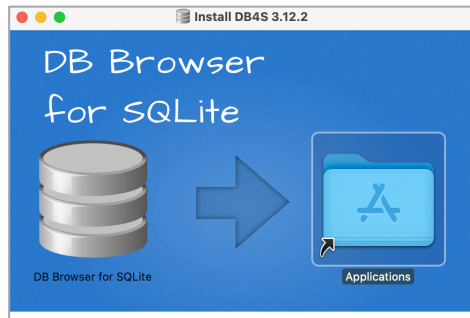 Install DB4S 3.12.2
DB Browser
for SQLite
DB Browser for SQLite
Applications